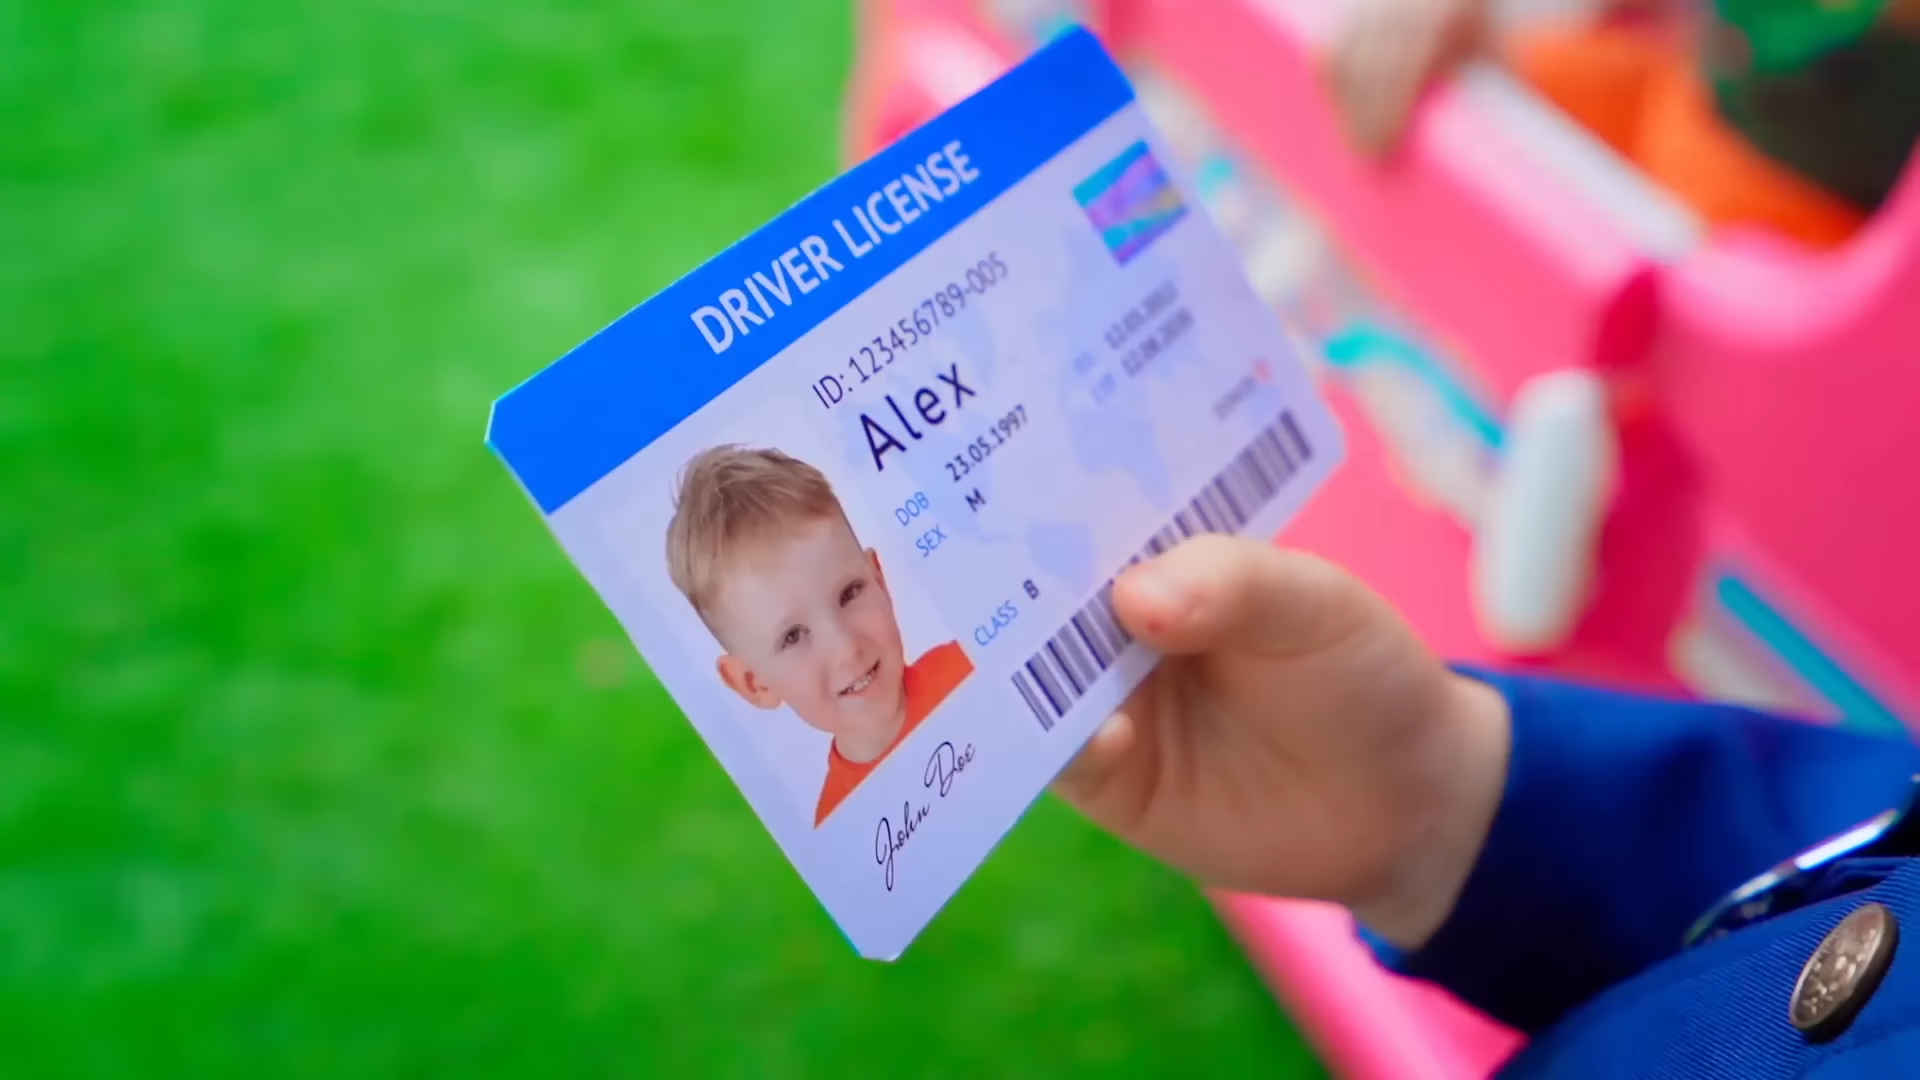 DRIVER LICENSE
ID: 123456789-005
Alex
DOB 23.05.1997
SEX M
CLASS B
John Doe